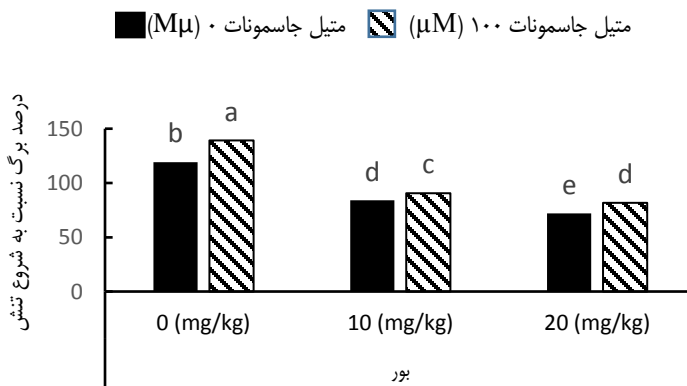 متیل جاسمونات ۰ (Mµ) متیل جاسمونات ۱۰۰ (µM)
درصد برگ نسبت به شروع تنش
150
100
50
0
b a
d c
e d
0 (mg/kg) 10 (mg/kg) 20 (mg/kg)
بور